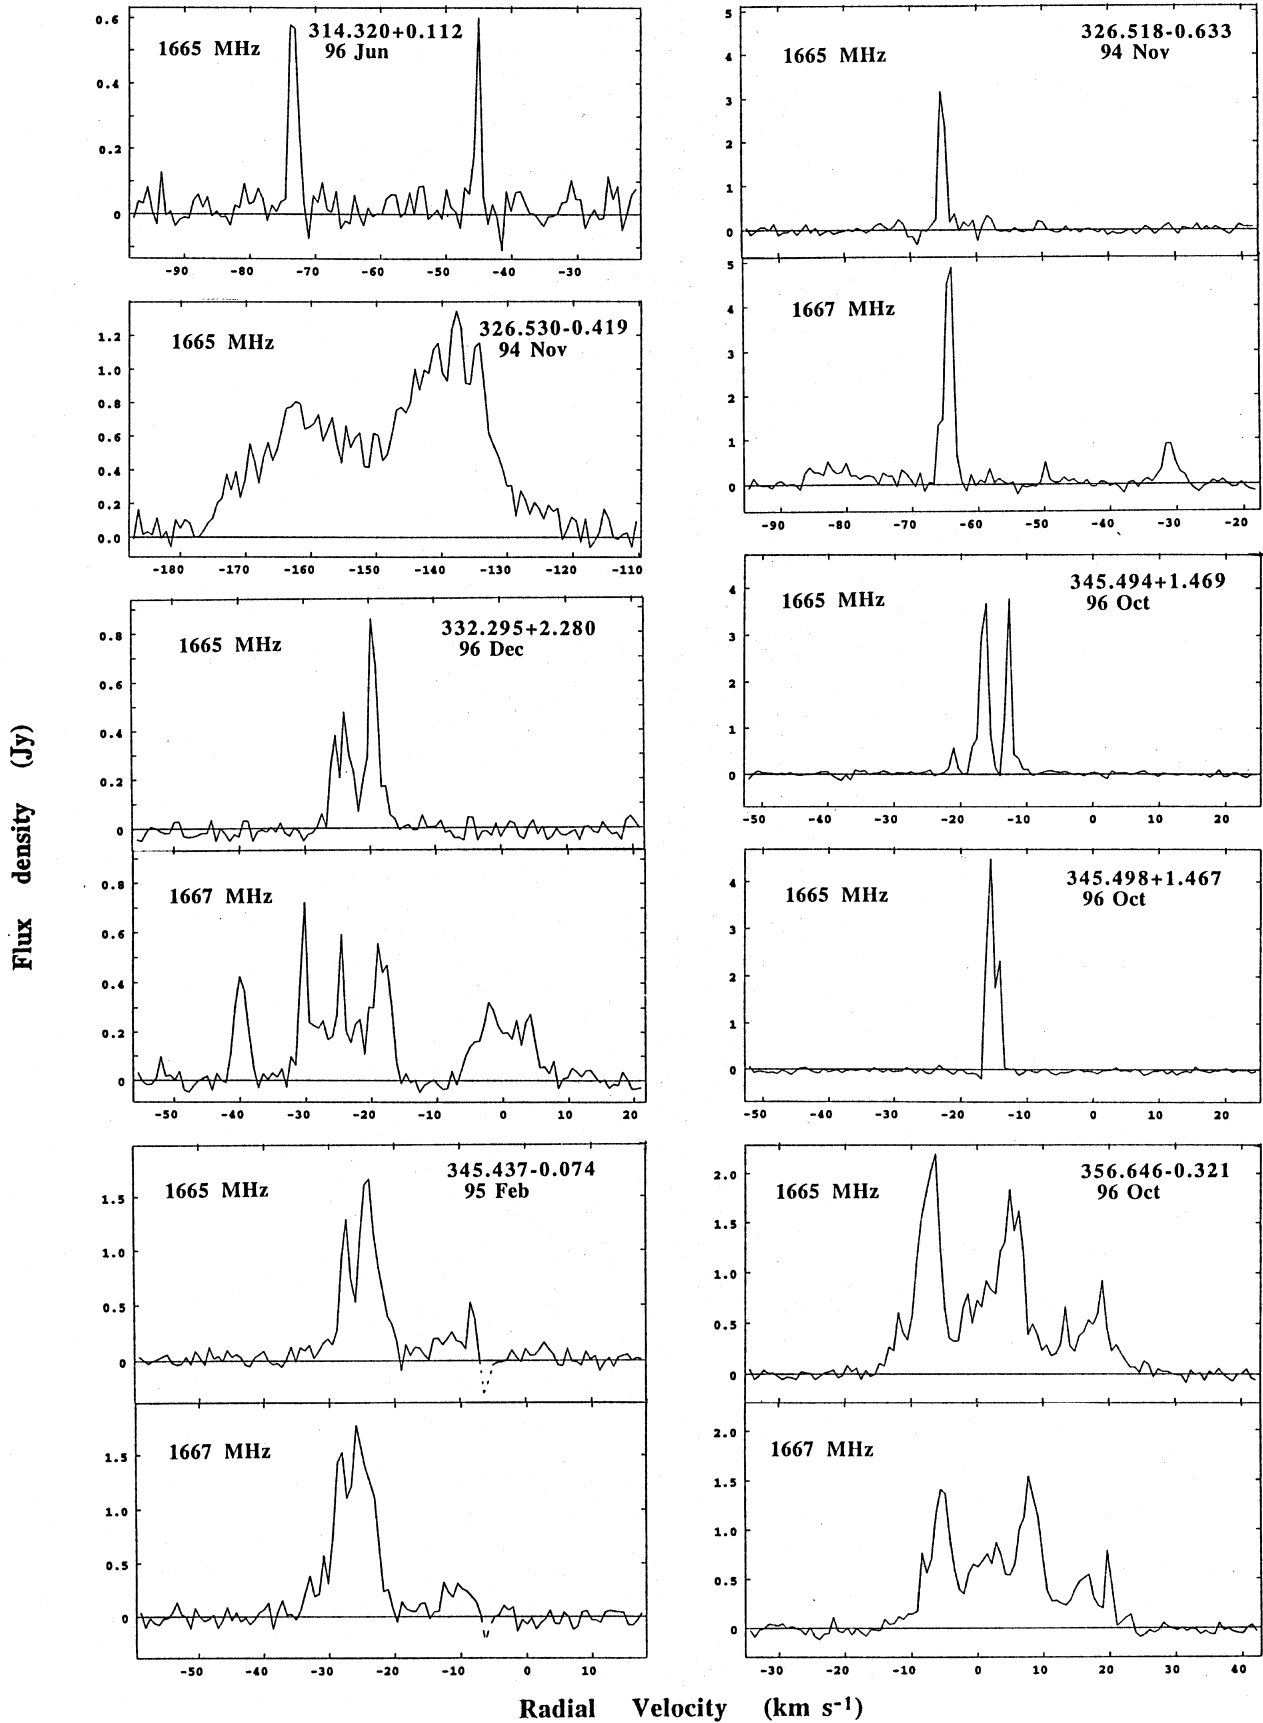 314.320+0.112
1665 MHz
96 Jun
0.6
0.4
0.2
0
-90 -80 -70 -60 -50 -40 -30
326.518-0.633
1665 MHz
94 Nov
5
4
3
2
1
0
1667 MHz
5
4
3
2
1
0
-90 -80 -70 -60 -50 -40 -30 -20
326.530-0.419
1665 MHz
94 Nov
1.2
1.0
0.8
0.6
0.4
0.2
0.0
-180 -170 -160 -150 -140 -130 -120 -110
345.494+1.469
1665 MHz
96 Oct
4
3
2
1
0
-50 -40 -30 -20 -10 0 10 20
332.295+2.280
1665 MHz
96 Dec
0.8
0.6
0.4
0.2
0
1667 MHz
0.8
0.6
0.4
0.2
0
-50 -40 -30 -20 -10 0 10 20
345.498+1.467
1665 MHz
96 Oct
4
3
2
1
0
-50 -40 -30 -20 -10 0 10 20
345.437-0.074
1665 MHz
95 Feb
1.5
1.0
0.5
0
1667 MHz
1.5
1.0
0.5
0
-50 -40 -30 -20 -10 0 10
356.646-0.321
1665 MHz
96 Oct
2.0
1.5
1.0
0.5
0
1667 MHz
2.0
1.5
1.0
0.5
0
-30 -20 -10 0 10 20 30 40
Flux density (Jy)
Radial Velocity (km s-1)